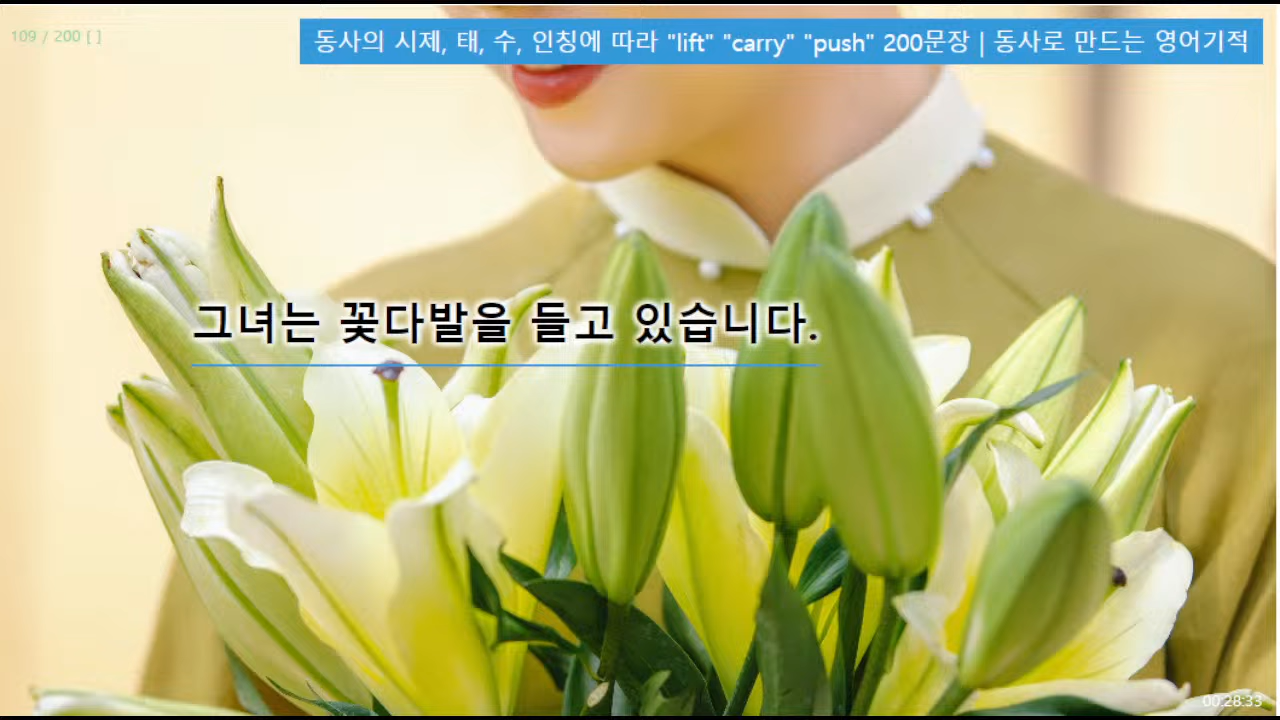 109 / 200 [ ]
동사의 시제, 태, 수, 인칭에 따라 "lift" "carry" "push" 200문장 | 동사로 만드는 영어기적
그녀는 꽃다발을 들고 있습니다.
00:28:33